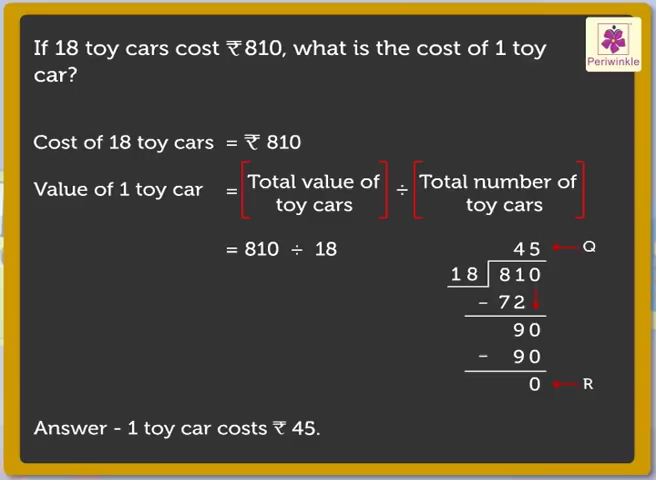 If 18 toy cars cost ₹810, what is the cost of 1 toy
car?
Periwinkle
Cost of 18 toy cars = ₹ 810
Value of 1 toy car = [Total value of toy cars] ÷ [Total number of toy cars]
= 810 ÷ 18
45 ← Q
18 | 810
- 72 ↓
90
- 90
0 ← R
Answer - 1 toy car costs ₹ 45.